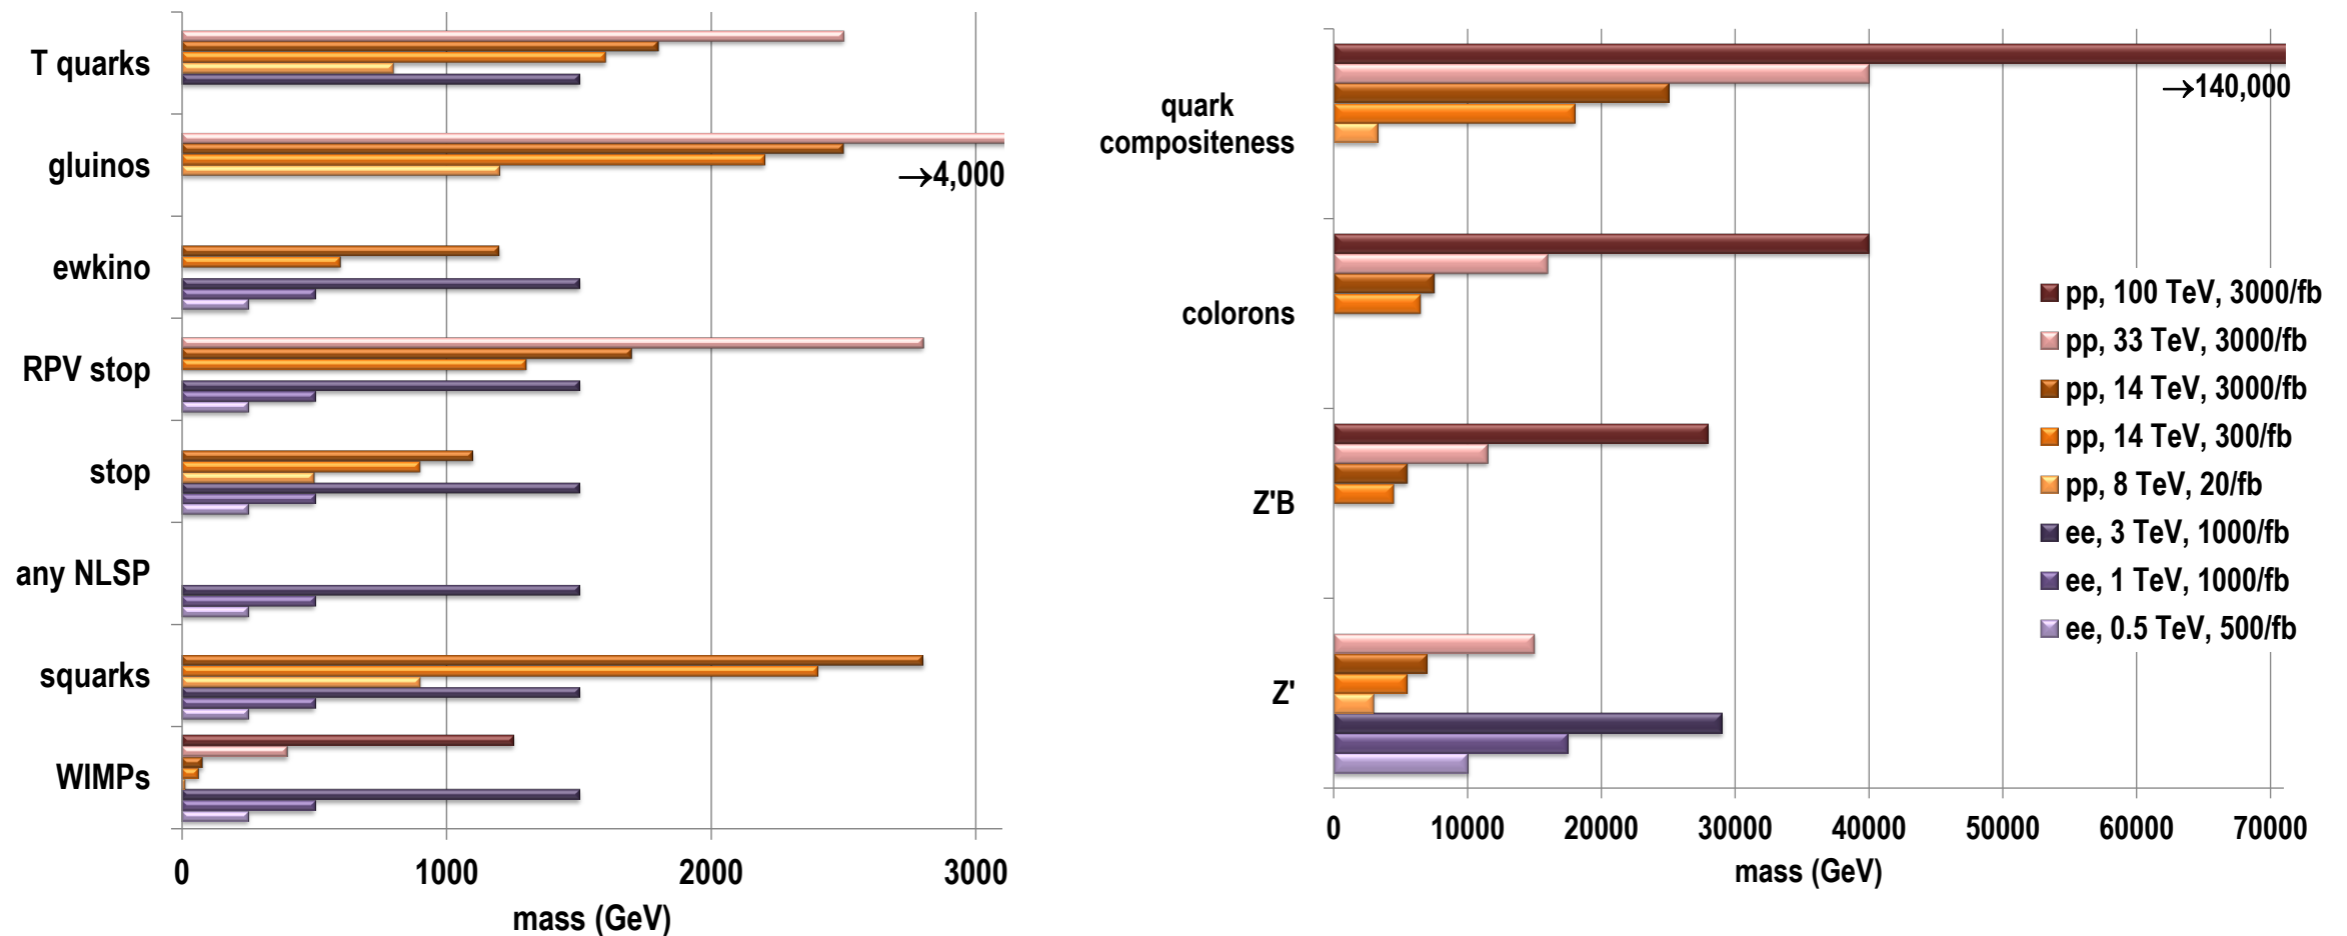 T quarks
gluinos
→4,000
ewkino
RPV stop
stop
any NLSP
squarks
WIMPs
0 1000 2000 3000
mass (GeV)
quark
compositeness
→140,000
colorons
Z'B
Z'
0 10000 20000 30000 40000 50000 60000 70000
mass (GeV)
pp, 100 TeV, 3000/fb
pp, 33 TeV, 3000/fb
pp, 14 TeV, 3000/fb
pp, 14 TeV, 300/fb
pp, 8 TeV, 20/fb
ee, 3 TeV, 1000/fb
ee, 1 TeV, 1000/fb
ee, 0.5 TeV, 500/fb